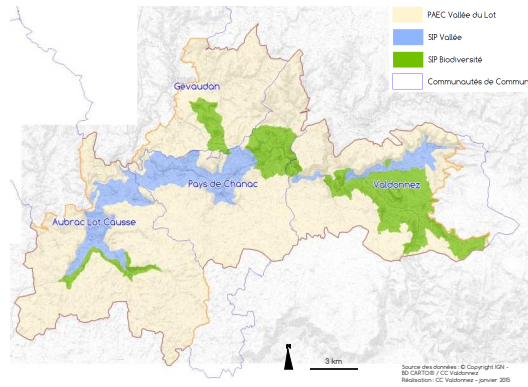 PAEC Vallée du Lot
SIP Vallée
SIP Biodiversité
Communautés de Commun
Gévaudan
Pays de Chanac
Valdonnez
Aubrac Lot Causse
3 km
Source des données : © Copyright IGN -
BD CARTO® / CC Valdonnez
Réalisation : CC Valdonnez - janvier 2015